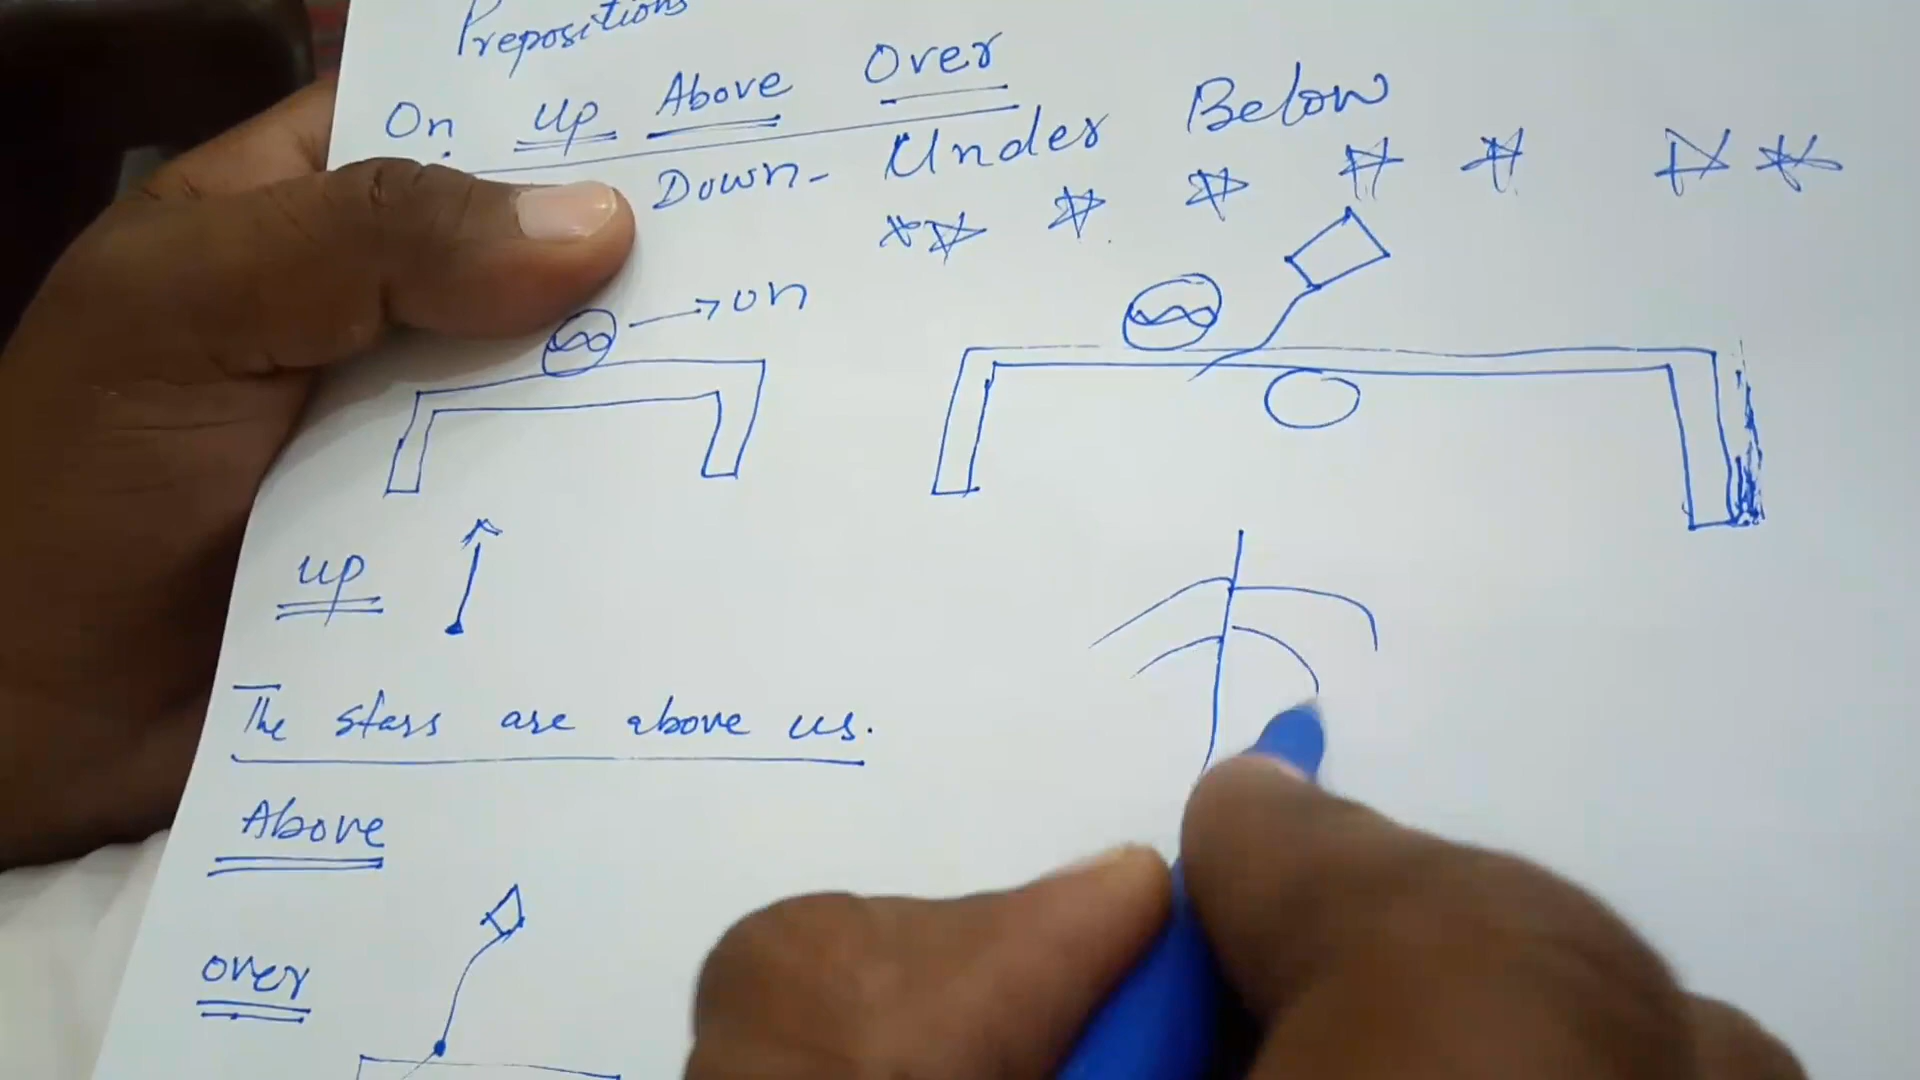 Prepositions
On Up Above Over
Down- Under Below
on
Up
The stars are above us.
Above
over